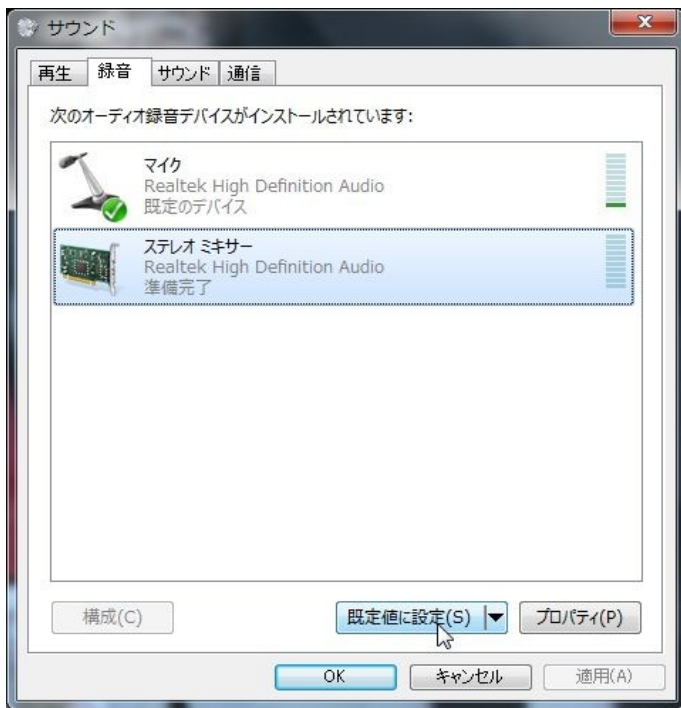 サウンド
再生
録音
サウンド
通信
次のオーディオ録音デバイスがインストールされています:
マイク
Realtek High Definition Audio
既定のデバイス
ステレオ ミキサー
Realtek High Definition Audio
準備完了
構成(C)
既定値に設定(S)
プロパティ(P)
OK
キャンセル
適用(A)